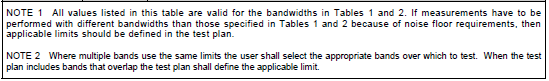 NOTE 1 All values listed in this table are valid for the bandwidths in Tables 1 and 2. If measurements have to be
performed with different bandwidths than those specified in Tables 1 and 2 because of noise floor requirements, then
applicable limits should be defined in the test plan.
NOTE 2 Where multiple bands use the same limits the user shall select the appropriate bands over which to test. When the test
plan includes bands that overlap the test plan shall define the applicable limit.